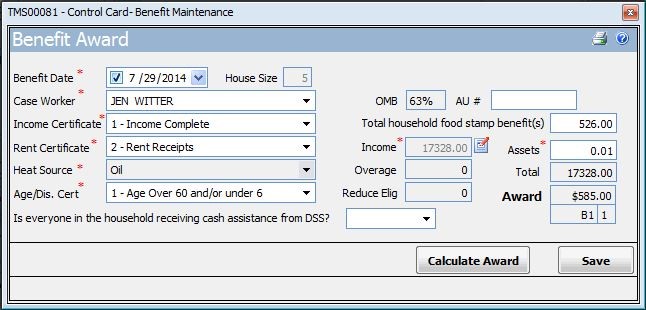 TMS00081 - Control Card- Benefit Maintenance
Benefit Award
Benefit Date * 7 /29/2014 House Size 5
Case Worker * JEN WITTER OMB 63% AU #
Income Certificate * 1 - Income Complete Total household food stamp benefit(s) 526.00
Rent Certificate * 2 - Rent Receipts Income * 17328.00 Assets * 0.01
Heat Source * Oil Overage 0 Total 17328.00
Age/Dis. Cert * 1 - Age Over 60 and/or under 6 Reduce Elig 0 Award $585.00
B1 1
Is everyone in the household receiving cash assistance from DSS?
Calculate Award Save